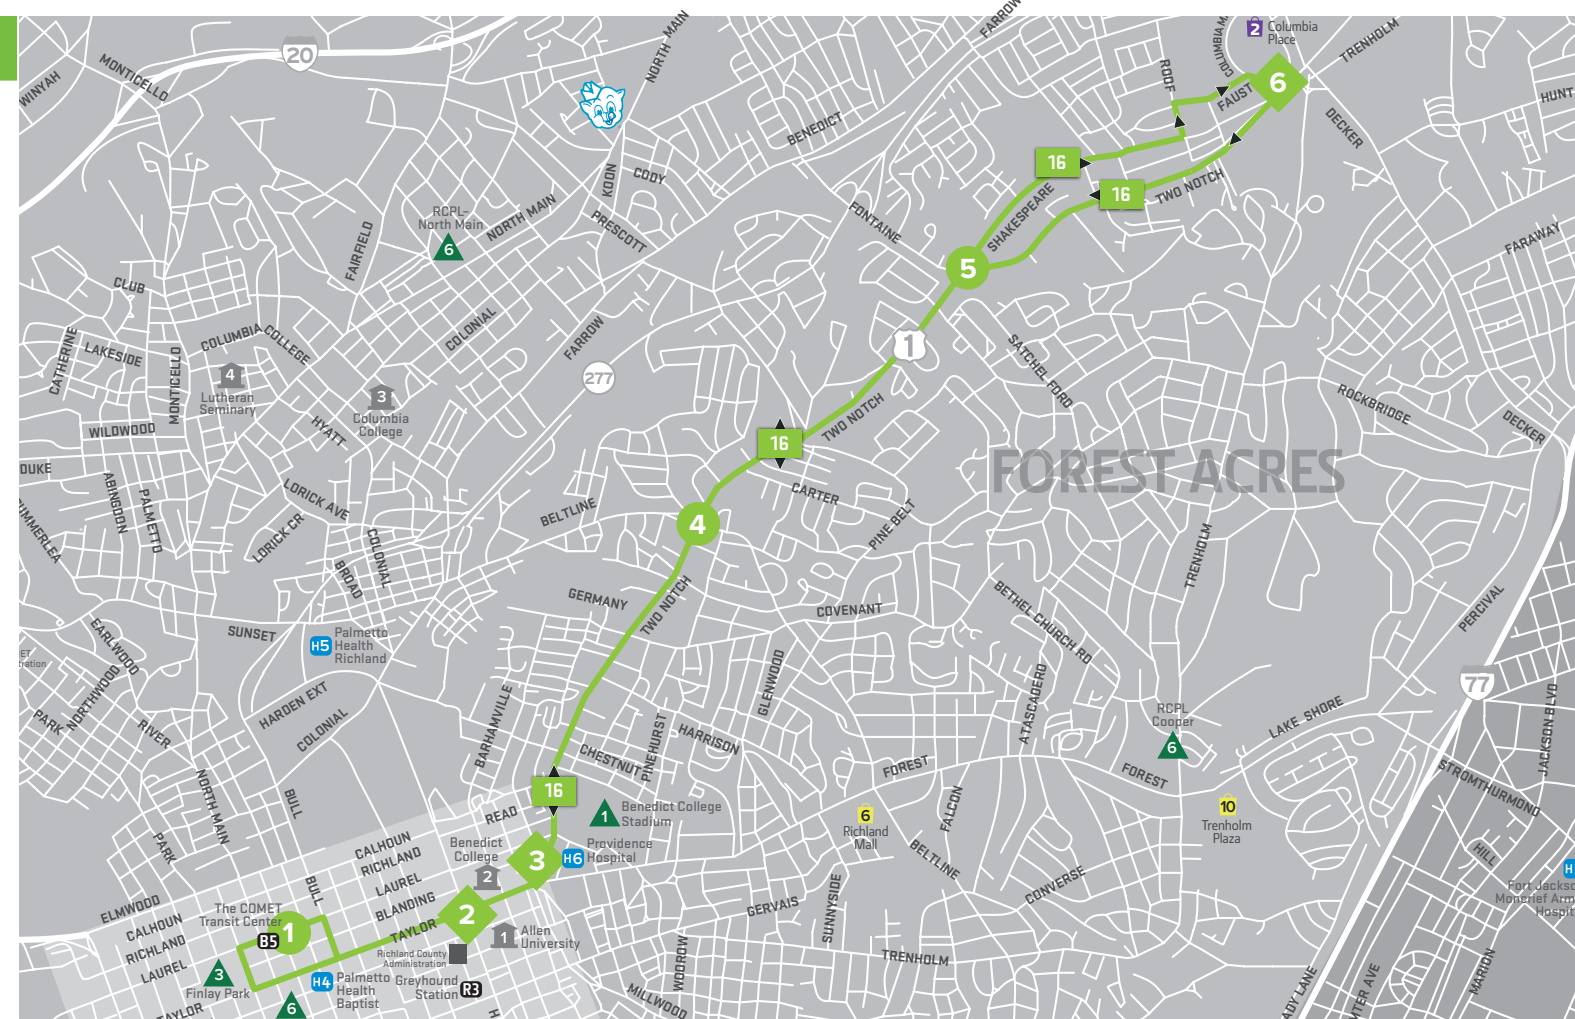 NORTH MAIN
FARROW
2
Columbia
Place
TRENHOLM
20
MONTICELLO
WINYAH
ROOF
6
FAUST
HUNT
BENEDICT
DECKER
16
KOON
CODY
16
TWO NOTCH
SHAKESPEARE
RCPL-
North Main
6
NORTH MAIN
PRESCOTT
FONTAINE
FAIRFIELD
FARAWAY
5
CLUB
COLUMBIA COLLEGE
COLONIAL
FARROW
1
CATHERINE
LAKESIDE
MONTICELLO
4
Lutheran
Seminary
3
Columbia
College
277
SATCHEL FORD
ROCKBRIDGE
DECKER
TWO NOTCH
WILDWOOD
HYATT
16
FOREST ACRES
DUKE
ABINGDON
PALMETTO
LORICK AVE
LORICK CR
COLONIAL
BROAD
BELTLINE
4
CARTER
PINE BELT
TRENHOLM
GERMANY
TWO NOTCH
COVENANT
BETHEL CHURCH RD
PERCIVAL
EARLWOOD
SUNSET
H5
Palmetto
Health
Richland
NORTHWOOD
PARK
RIVER
HARDEN EXT
COLONIAL
BARHAMVILLE
GLENWOOD
PINEHURST
HARRISON
CHESTNUT
ATASCADERO
RCPL
Cooper
6
LAKE SHORE
77
JACKSON BLVD
NORTH MAIN
BULL
16
READ
1
Benedict College
Stadium
FOREST
FALCON
FOREST
6
Richland
Mall
10
Trenholm
Plaza
STROMTHURMOND
PARK
CALHOUN
RICHLAND
LAUREL
BLANDING
TAYLOR
Benedict
College
2
3
H6
Providence
Hospital
BELTLINE
HILL
ELMWOOD
CALHOUN
RICHLAND
LAUREL
BULL
The COMET
Transit Center
B5
1
2
1
Allen
University
GERVAIS
SUNNYSIDE
CONVERSE
Richland County
Administration
3
Finlay Park
H4
Palmetto
Health
Baptist
Greyhound
Station
R3
WOODROW
TRENHOLM
MILLWOOD
MARION
TAYLOR
6
H